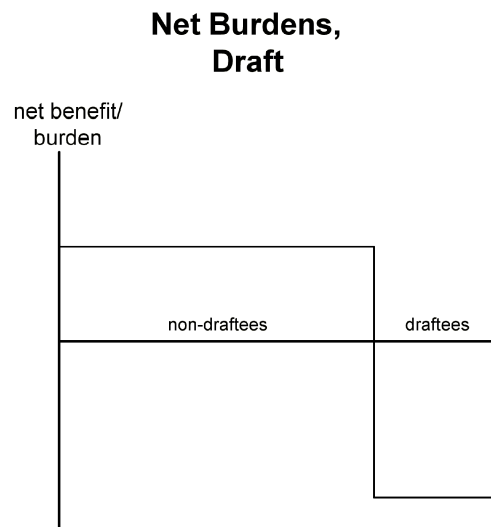 Net Burdens,
Draft
net benefit/
burden
non-draftees
draftees